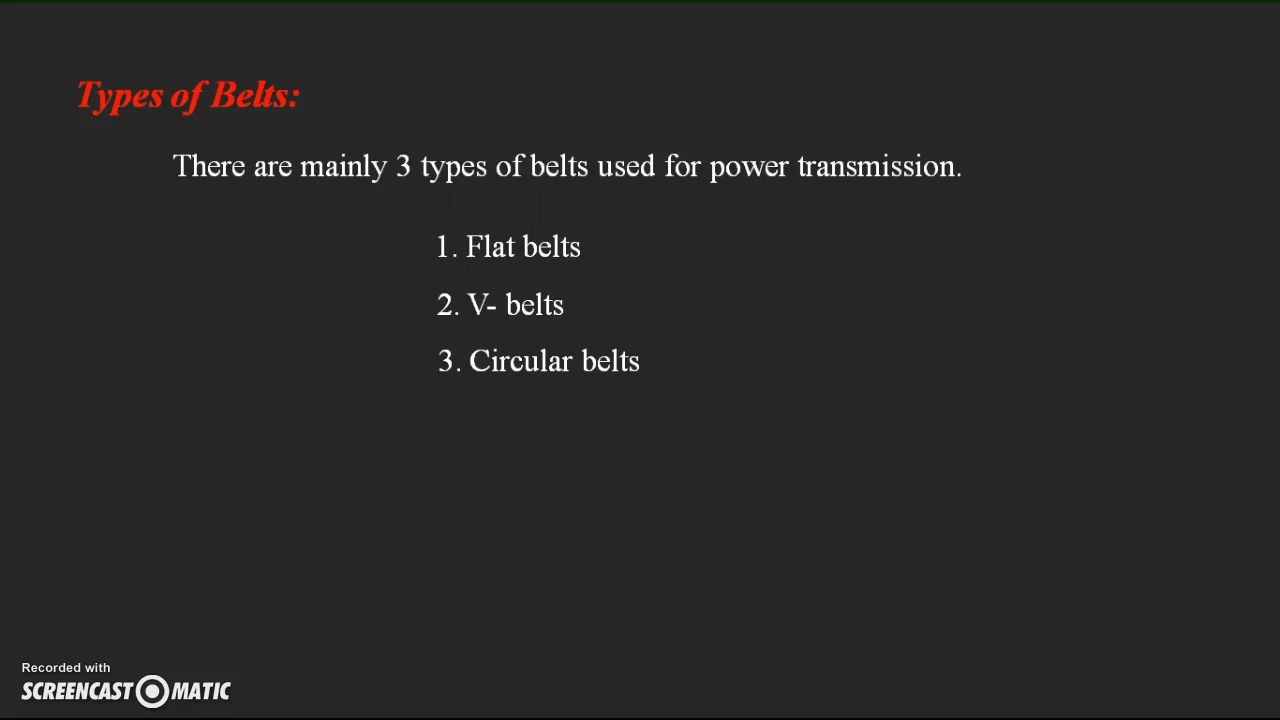 Types of Belts:
There are mainly 3 types of belts used for power transmission.
1. Flat belts
2. V- belts
3. Circular belts
Recorded with
SCREENCAST MATIC